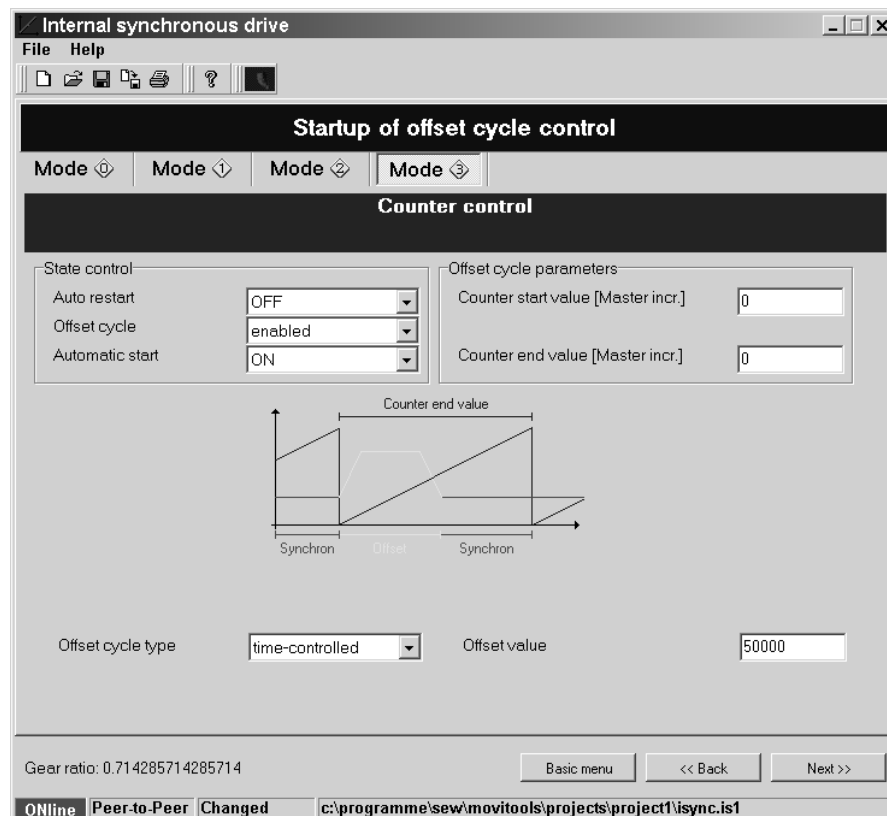 Internal synchronous drive
File Help
Startup of offset cycle control
Mode 0 Mode 1 Mode 2 Mode 3
Counter control
State control
Auto restart OFF
Offset cycle enabled
Automatic start ON
Offset cycle parameters
Counter start value [Master incr.] 0
Counter end value [Master incr.] 0
Counter end value
Synchron Offset Synchron
Offset cycle type time-controlled Offset value 50000
Gear ratio: 0.714285714285714 Basic menu << Back Next >>
ONline Peer-to-Peer Changed c:\programme\sew\movitools\projects\project1\isync.is1